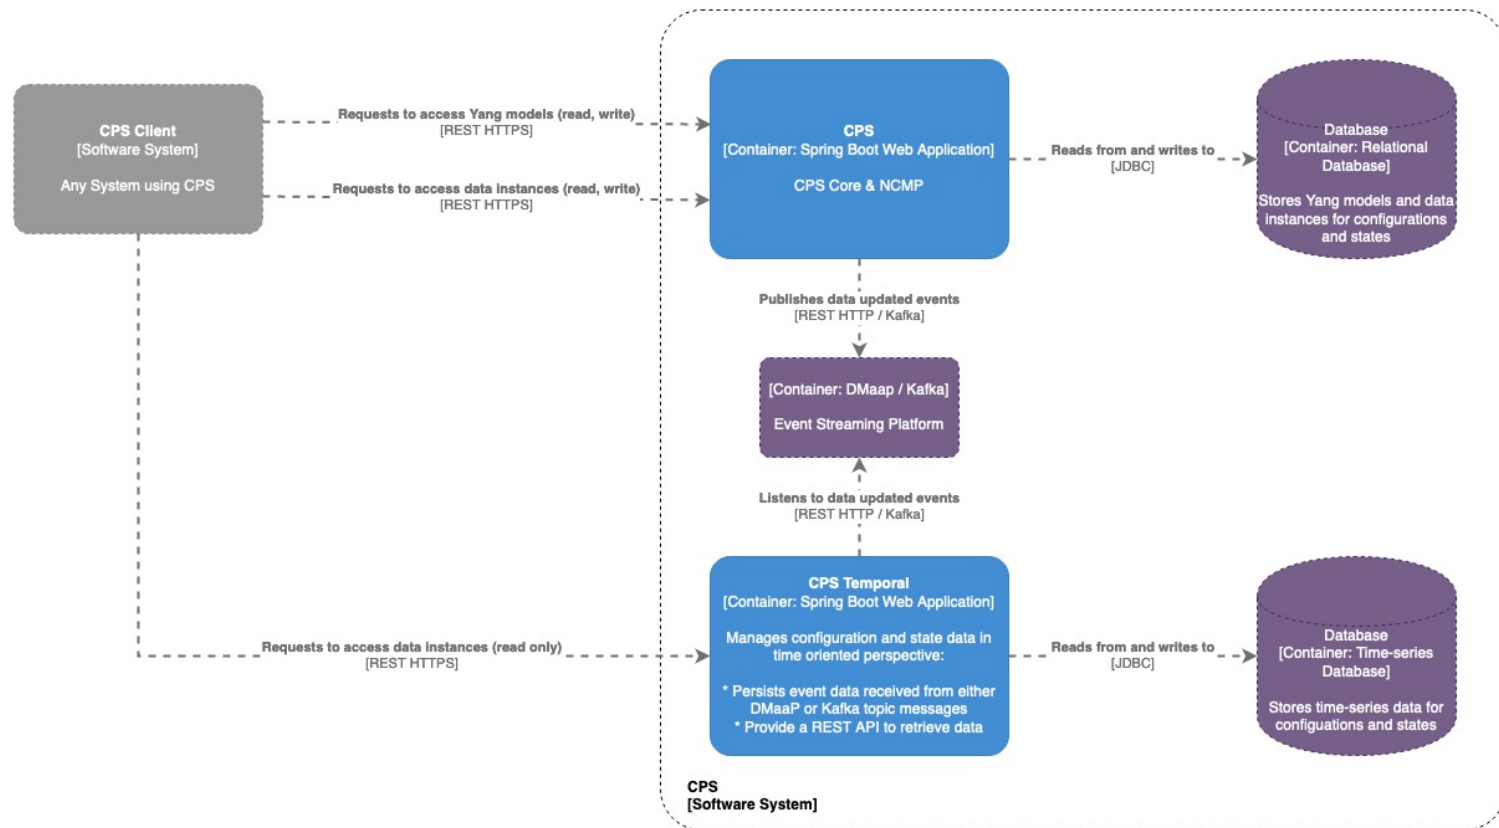 CPS Client
[Software System]
Any System using CPS
Requests to access Yang models (read, write)
[REST HTTPS]
Requests to access data instances (read, write)
[REST HTTPS]
CPS
[Container: Spring Boot Web Application]
CPS Core & NCMP
Reads from and writes to
[JDBC]
Database
[Container: Relational
Database]
Stores Yang models and data
instances for configurations
and states
Publishes data updated events
[REST HTTP / Kafka]
[Container: DMaap / Kafka]
Event Streaming Platform
Listens to data updated events
[REST HTTP / Kafka]
Requests to access data instances (read only)
[REST HTTPS]
CPS Temporal
[Container: Spring Boot Web Application]
Manages configuration and state data in
time oriented perspective:
* Persists event data received from either
DMaaP or Kafka topic messages
* Provide a REST API to retrieve data
Reads from and writes to
[JDBC]
Database
[Container: Time-series
Database]
Stores time-series data for
configuations and states
CPS
[Software System]